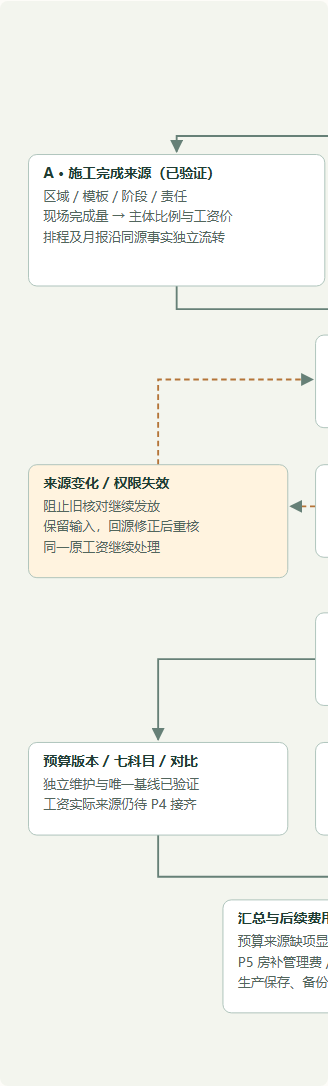 A • 施工完成来源（已验证）
区域 / 模板 / 阶段 / 责任
现场完成量 → 主体比例与工资价
排程及月报沿同源事实独立流转
来源变化 / 权限失效
阻止旧核对继续发放
保留输入，回源修正后重核
同一原工资继续处理
预算版本 / 七科目 / 对比
独立维护与唯一基线已验证
工资实际来源仍待 P4 接齐
汇总与后续费用
预算来源缺项显
P5 房补管理费 /
生产保存、备份